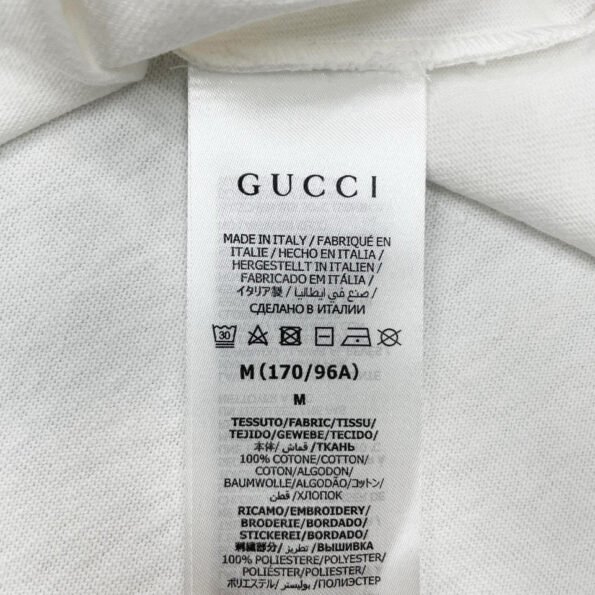 GUCCI
MADE IN ITALY / FABRIQUÉ EN
ITALIE / HECHO EN ITALIA /
HERGESTELLT IN ITALIEN /
FABRICADO EM ITÁLIA /
イタリア製 / صنع في إيطاليا /
СДЕЛАНО В ИТАЛИИ
30
M (170/96A)
M
TESSUTO/FABRIC/TISSU/
TEJIDO/GEWEBE/TECIDO/
本体/ قماش /ТКАНЬ
100% COTONE/COTTON/
COTON/ALGODON/
BAUMWOLLE/ALGODÃO/コットン/
قطن /ХЛОПОК
RICAMO/EMBROIDERY/
BRODERIE/BORDADO/
STICKEREI/BORDADO/
刺繍部分/ تطريز /ВЫШИВКА
100% POLIESTERE/POLYESTER/
POLIESTER/POLYESTER/
ポリエステル/ بوليستر /ПОЛИЭСТЕР